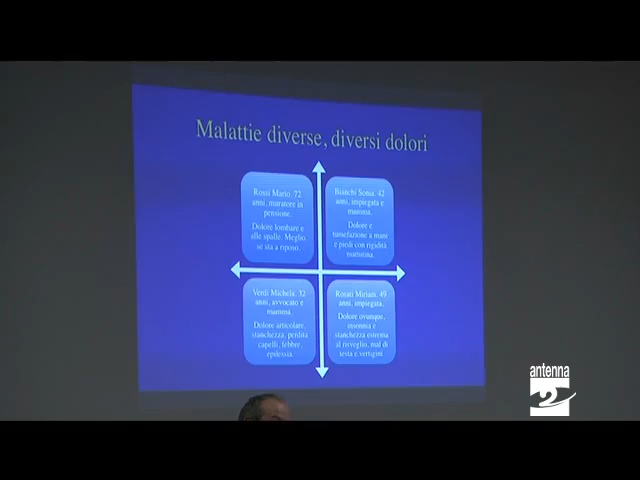 Malattie diverse, diversi dolori
Rossi Mario. 72
anni, muratore in
pensione.
Dolore lombare e
alle spalle. Meglio
se sta a riposo.
Bianchi Sonia. 42
anni, impiegata e
mamma.
Dolore e
tumefazione a mani
e piedi con rigidità
mattutina.
Verdi Michela. 32
anni, avvocato e
mamma.
Dolore articolare,
stanchezza, perdita
capelli, febbre,
epilessia.
Rosati Miriam. 49
anni, impiegata.
Dolore ovunque,
insonnia e
stanchezza estrema
al risveglio, mal di
testa e vertigini
antenna
2